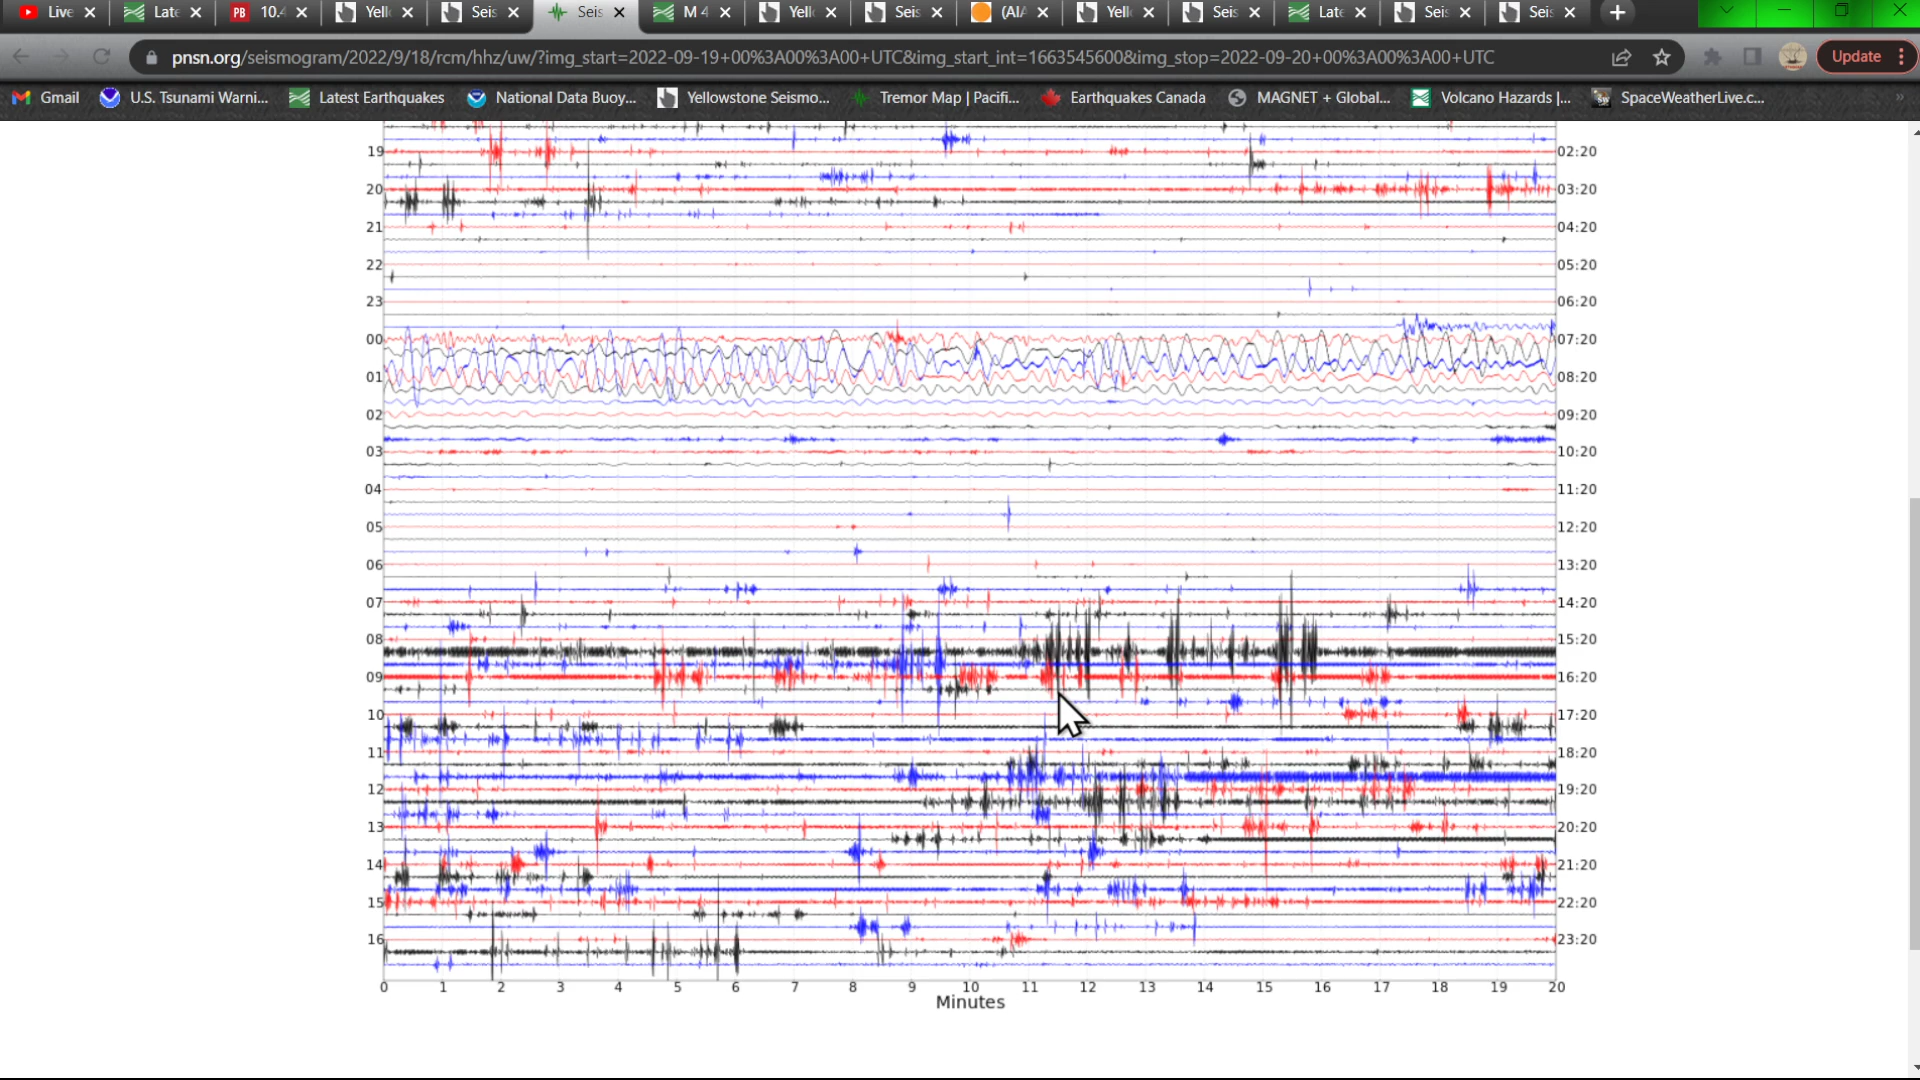 Live
Late
PB 10.4
Yell
Seis
Seis
M 4
Yell
Seis
(AIA
Yell
Seis
Late
Seis
Seis
pnsn.org/seismogram/2022/9/18/rcm/hhz/uw/?img_start=2022-09-19+00%3A00%3A00+UTC&img_start_int=1663545600&img_stop=2022-09-20+00%3A00%3A00+UTC
Update
Gmail
U.S. Tsunami Warni...
Latest Earthquakes
National Data Buoy...
Yellowstone Seismo...
Tremor Map | Pacifi...
Earthquakes Canada
MAGNET + Global...
Volcano Hazards |...
SpaceWeatherLive.c...
19 02:20
20 03:20
21 04:20
22 05:20
23 06:20
00 07:20
01 08:20
02 09:20
03 10:20
04 11:20
05 12:20
06 13:20
07 14:20
08 15:20
09 16:20
10 17:20
11 18:20
12 19:20
13 20:20
14 21:20
15 22:20
16 23:20
0 1 2 3 4 5 6 7 8 9 10 11 12 13 14 15 16 17 18 19 20
Minutes